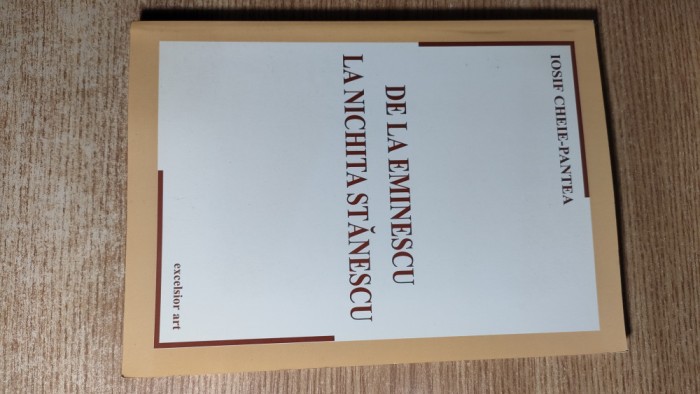 IOSIF CHEIE-PANTEA
DE LA EMINESCU
LA NICHITA STĂNESCU
excelsior art